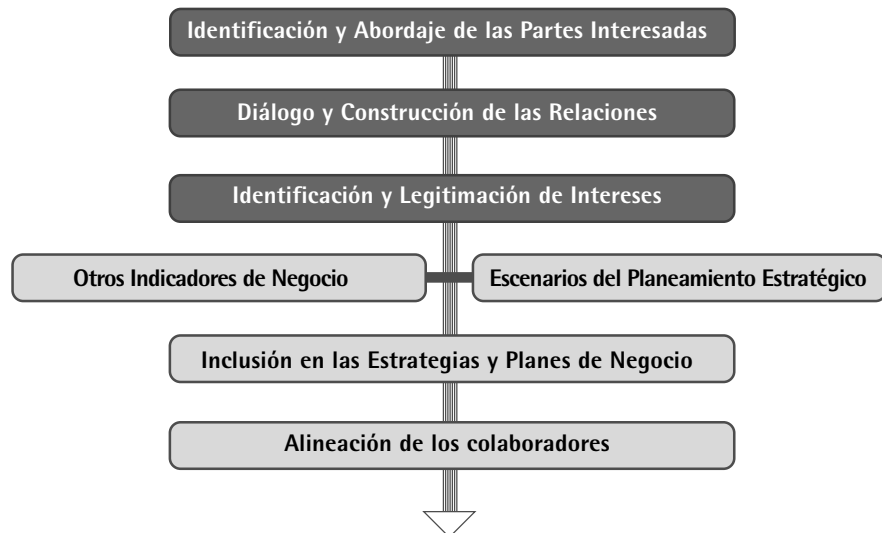 Identificación y Abordaje de las Partes Interesadas
Diálogo y Construcción de las Relaciones
Identificación y Legitimación de Intereses
Otros Indicadores de Negocio
Escenarios del Planeamiento Estratégico
Inclusión en las Estrategias y Planes de Negocio
Alineación de los colaboradores